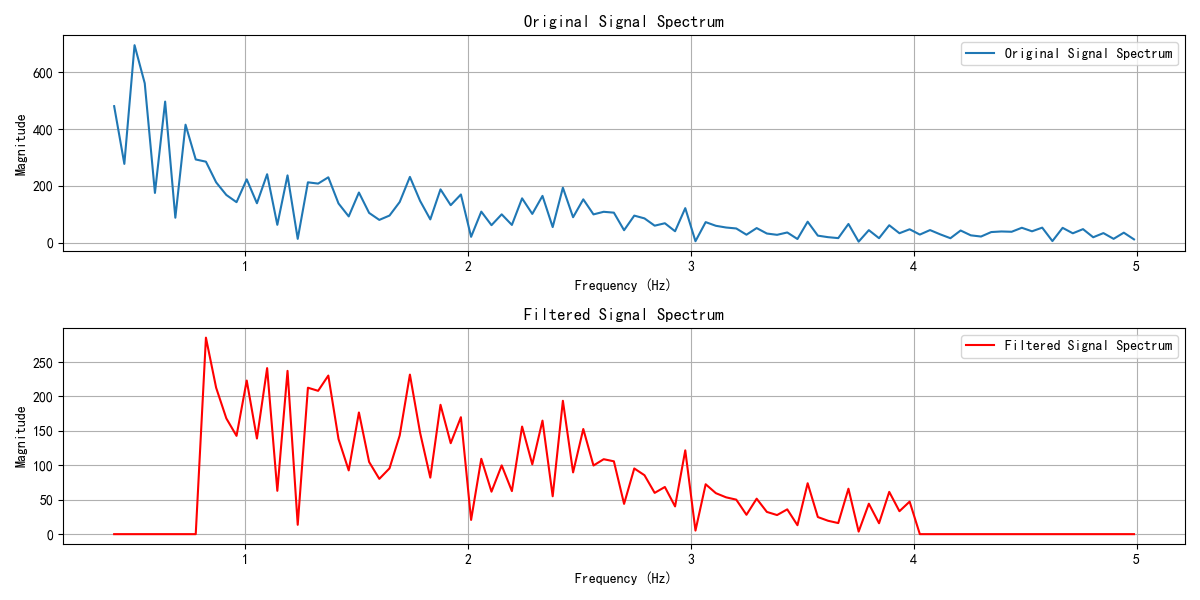 Original Signal Spectrum
Original Signal Spectrum
Magnitude
600
400
200
0
1 2 3 4 5
Frequency (Hz)
Filtered Signal Spectrum
Filtered Signal Spectrum
Magnitude
250
200
150
100
50
0
1 2 3 4 5
Frequency (Hz)